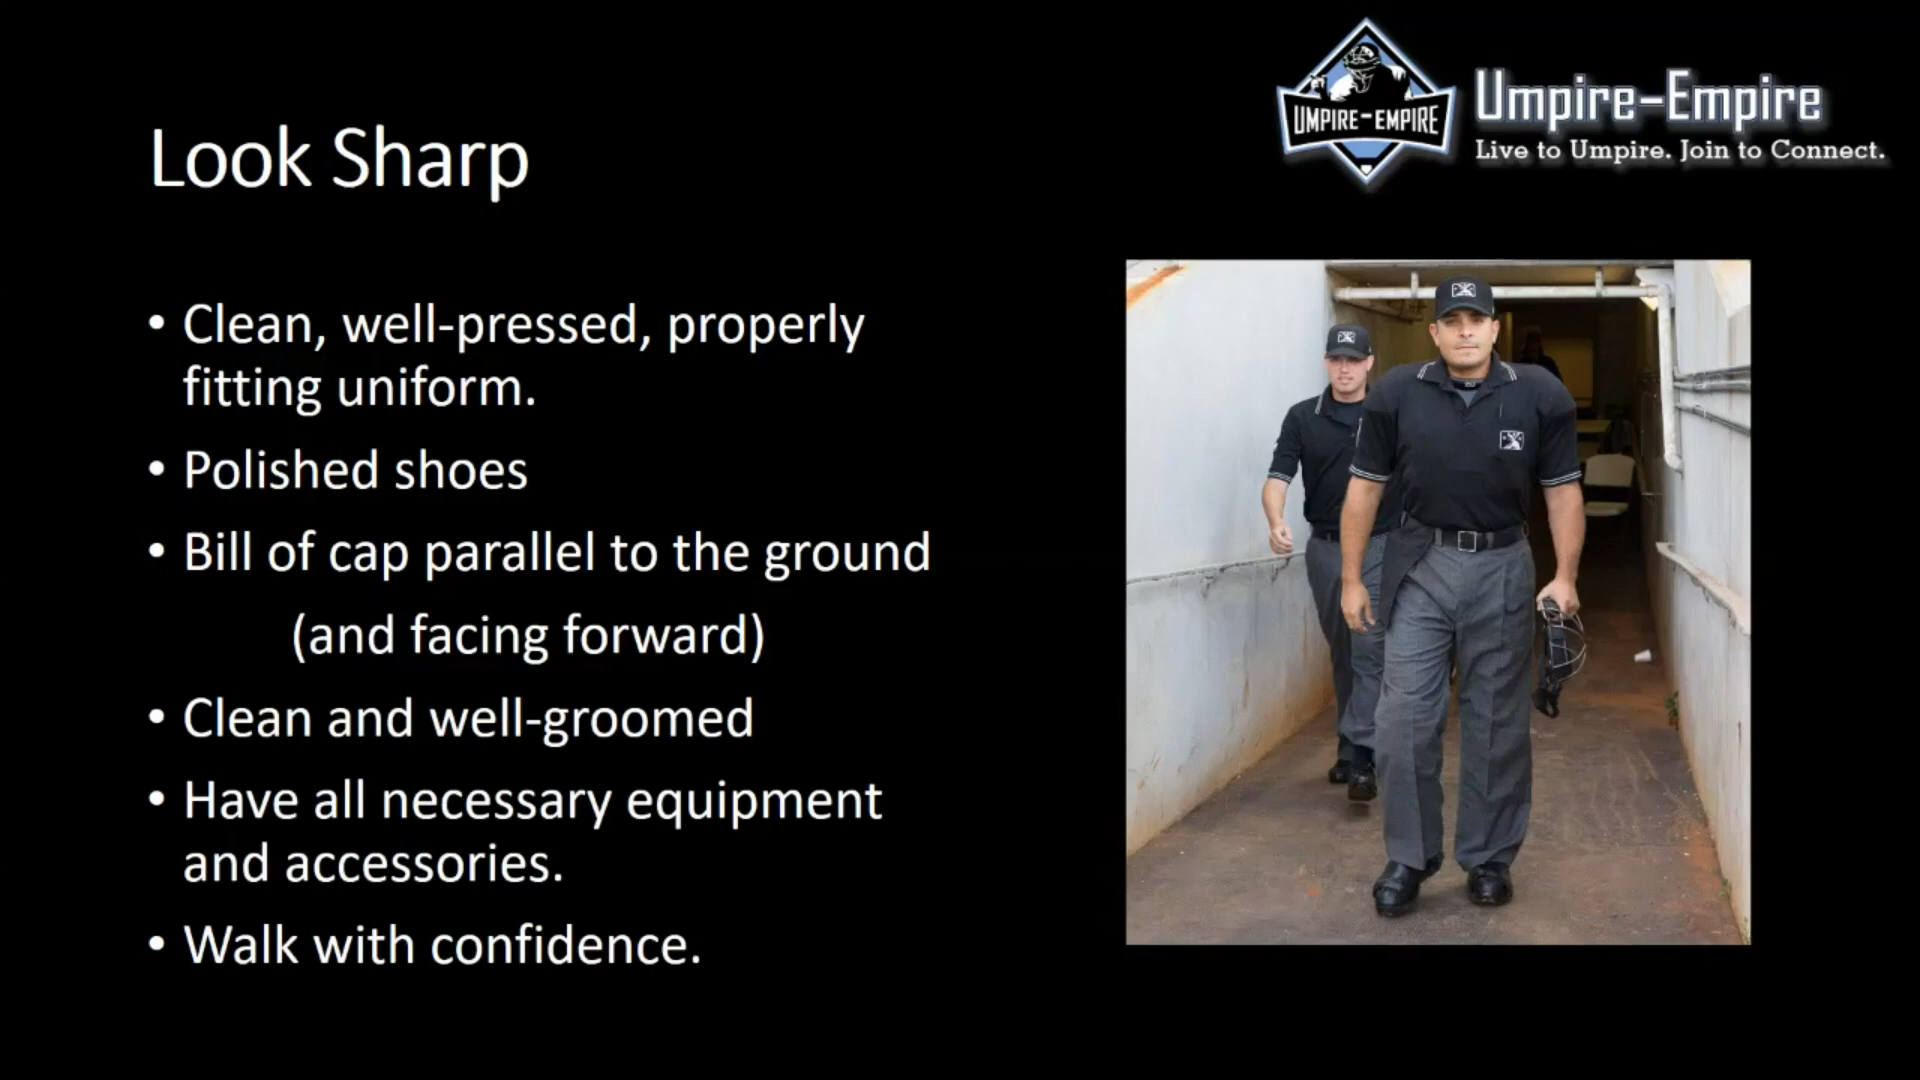 UMPIRE-EMPIRE
Umpire-Empire
Live to Umpire. Join to Connect.
Look Sharp
• Clean, well-pressed, properly
fitting uniform.
• Polished shoes
• Bill of cap parallel to the ground
(and facing forward)
• Clean and well-groomed
• Have all necessary equipment
and accessories.
• Walk with confidence.